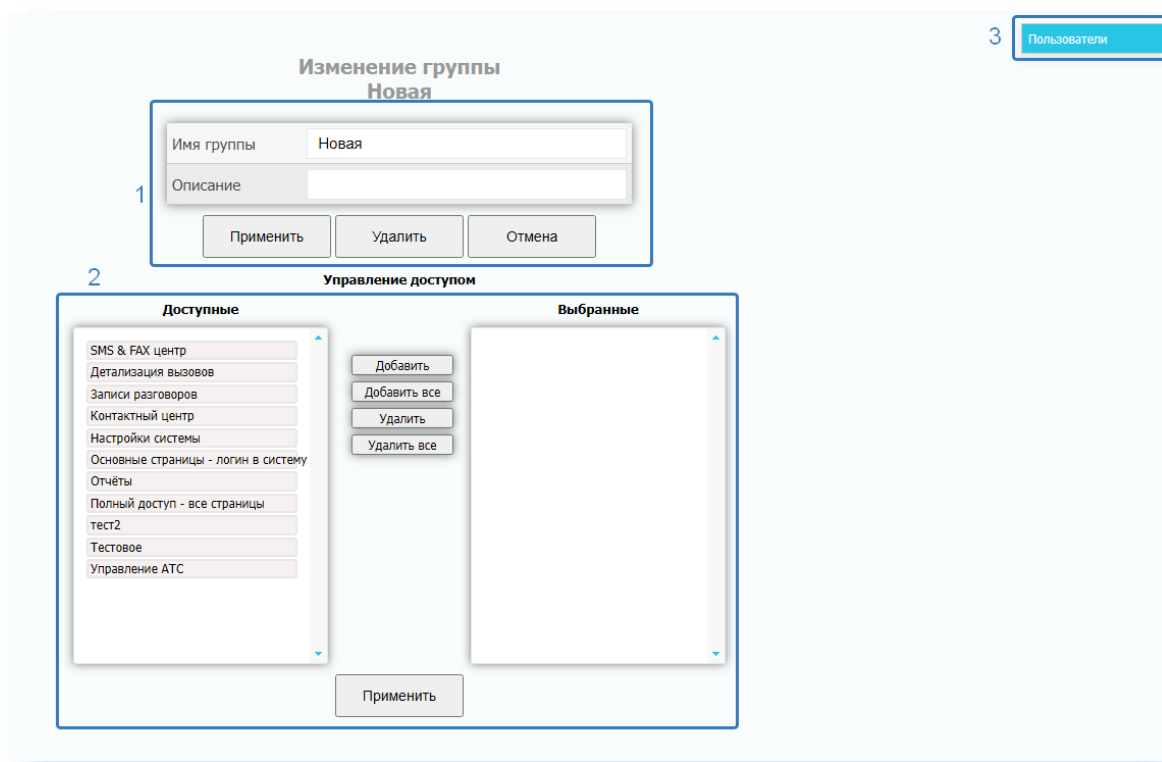 3
Пользователи
Изменение группы
Новая
1
Имя группы
Новая
Описание
Применить
Удалить
Отмена
2
Управление доступом
Доступные
Выбранные
SMS & FAX центр
Детализация вызовов
Записи разговоров
Контактный центр
Настройки системы
Основные страницы - логин в систему
Отчёты
Полный доступ - все страницы
тест2
Тестовое
Управление АТС
Добавить
Добавить все
Удалить
Удалить все
Применить